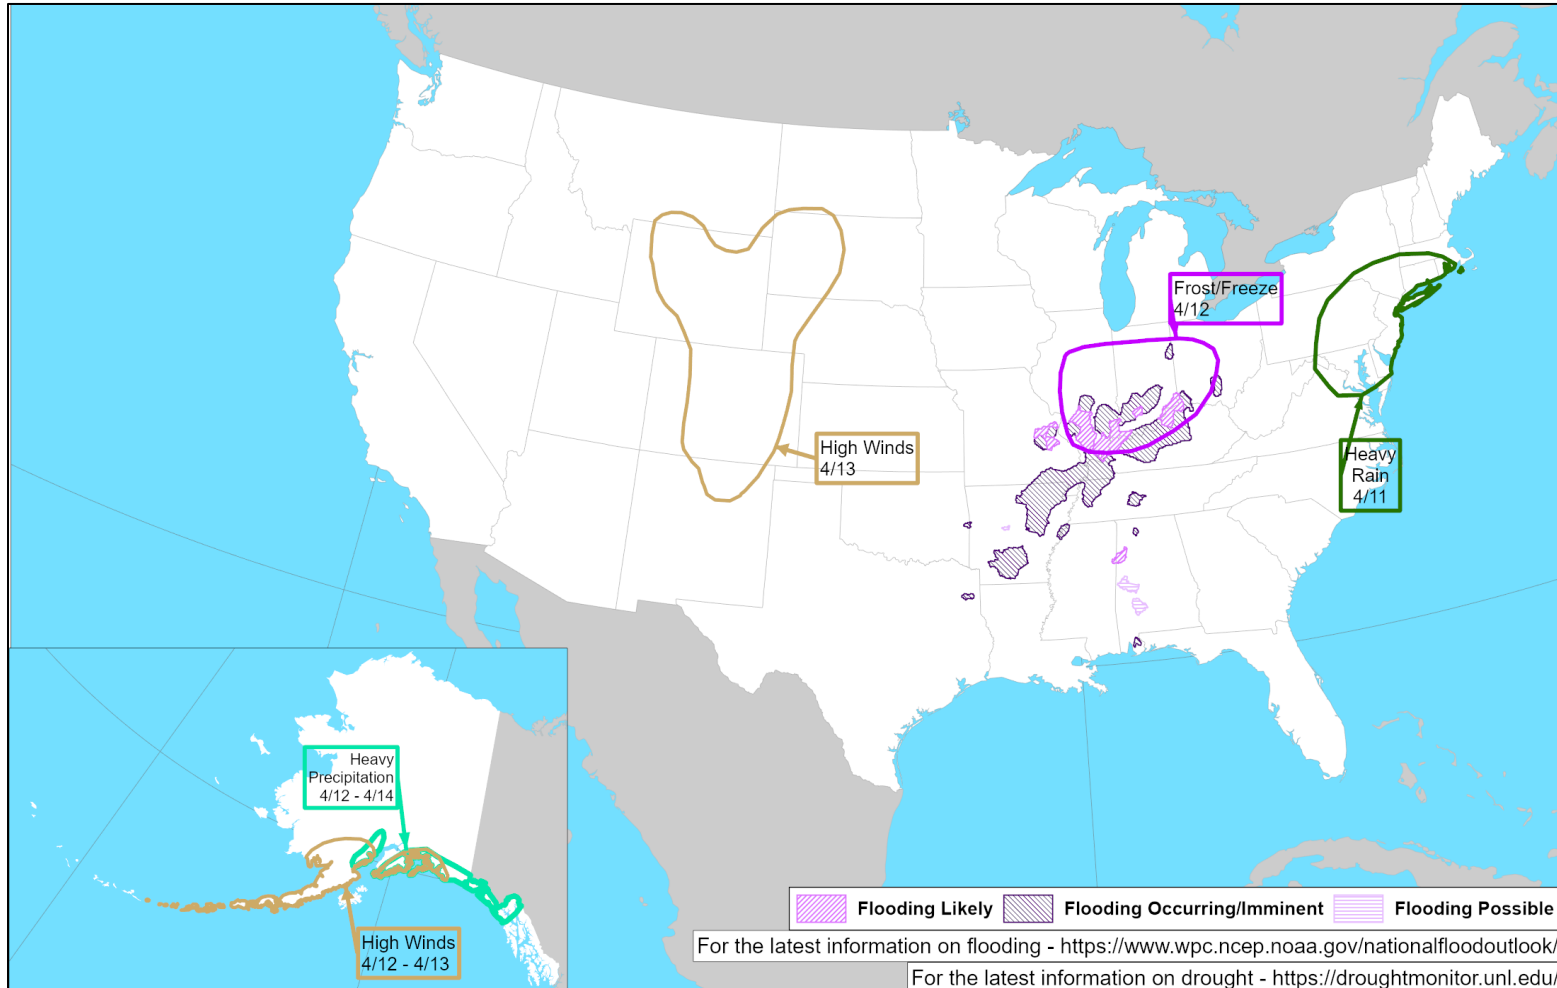 Frost/Freeze
4/12
High Winds
4/13
Heavy
Rain
4/11
Heavy
Precipitation
4/12 - 4/14
High Winds
4/12 - 4/13
Flooding Likely
Flooding Occurring/Imminent
Flooding Possible
For the latest information on flooding - https://www.wpc.ncep.noaa.gov/nationalfloodoutlook/
For the latest information on drought - https://droughtmonitor.unl.edu/